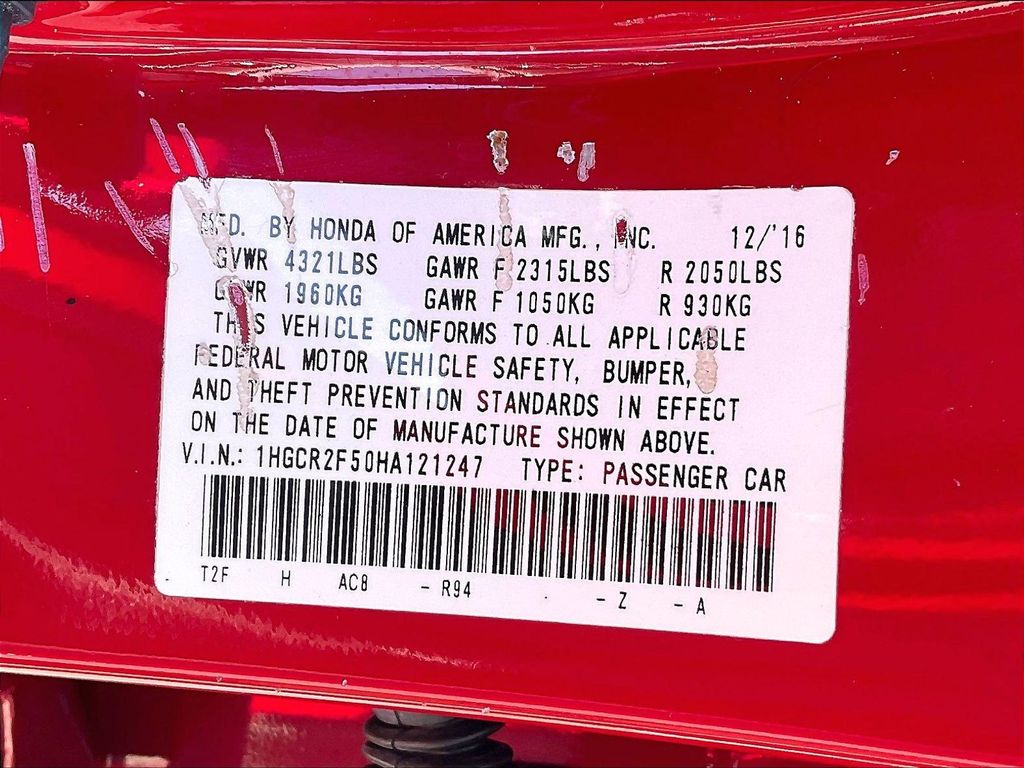 MFD. BY HONDA OF AMERICA MFG., INC. 12/'16
GVWR 4321LBS GAWR F 2315LBS R 2050LBS
GVWR 1960KG GAWR F 1050KG R 930KG
THIS VEHICLE CONFORMS TO ALL APPLICABLE
FEDERAL MOTOR VEHICLE SAFETY, BUMPER,
AND THEFT PREVENTION STANDARDS IN EFFECT
ON THE DATE OF MANUFACTURE SHOWN ABOVE.
V.I.N.: 1HGCR2F50HA121247 TYPE: PASSENGER CAR
T2F H AC8 - R94 - Z - A